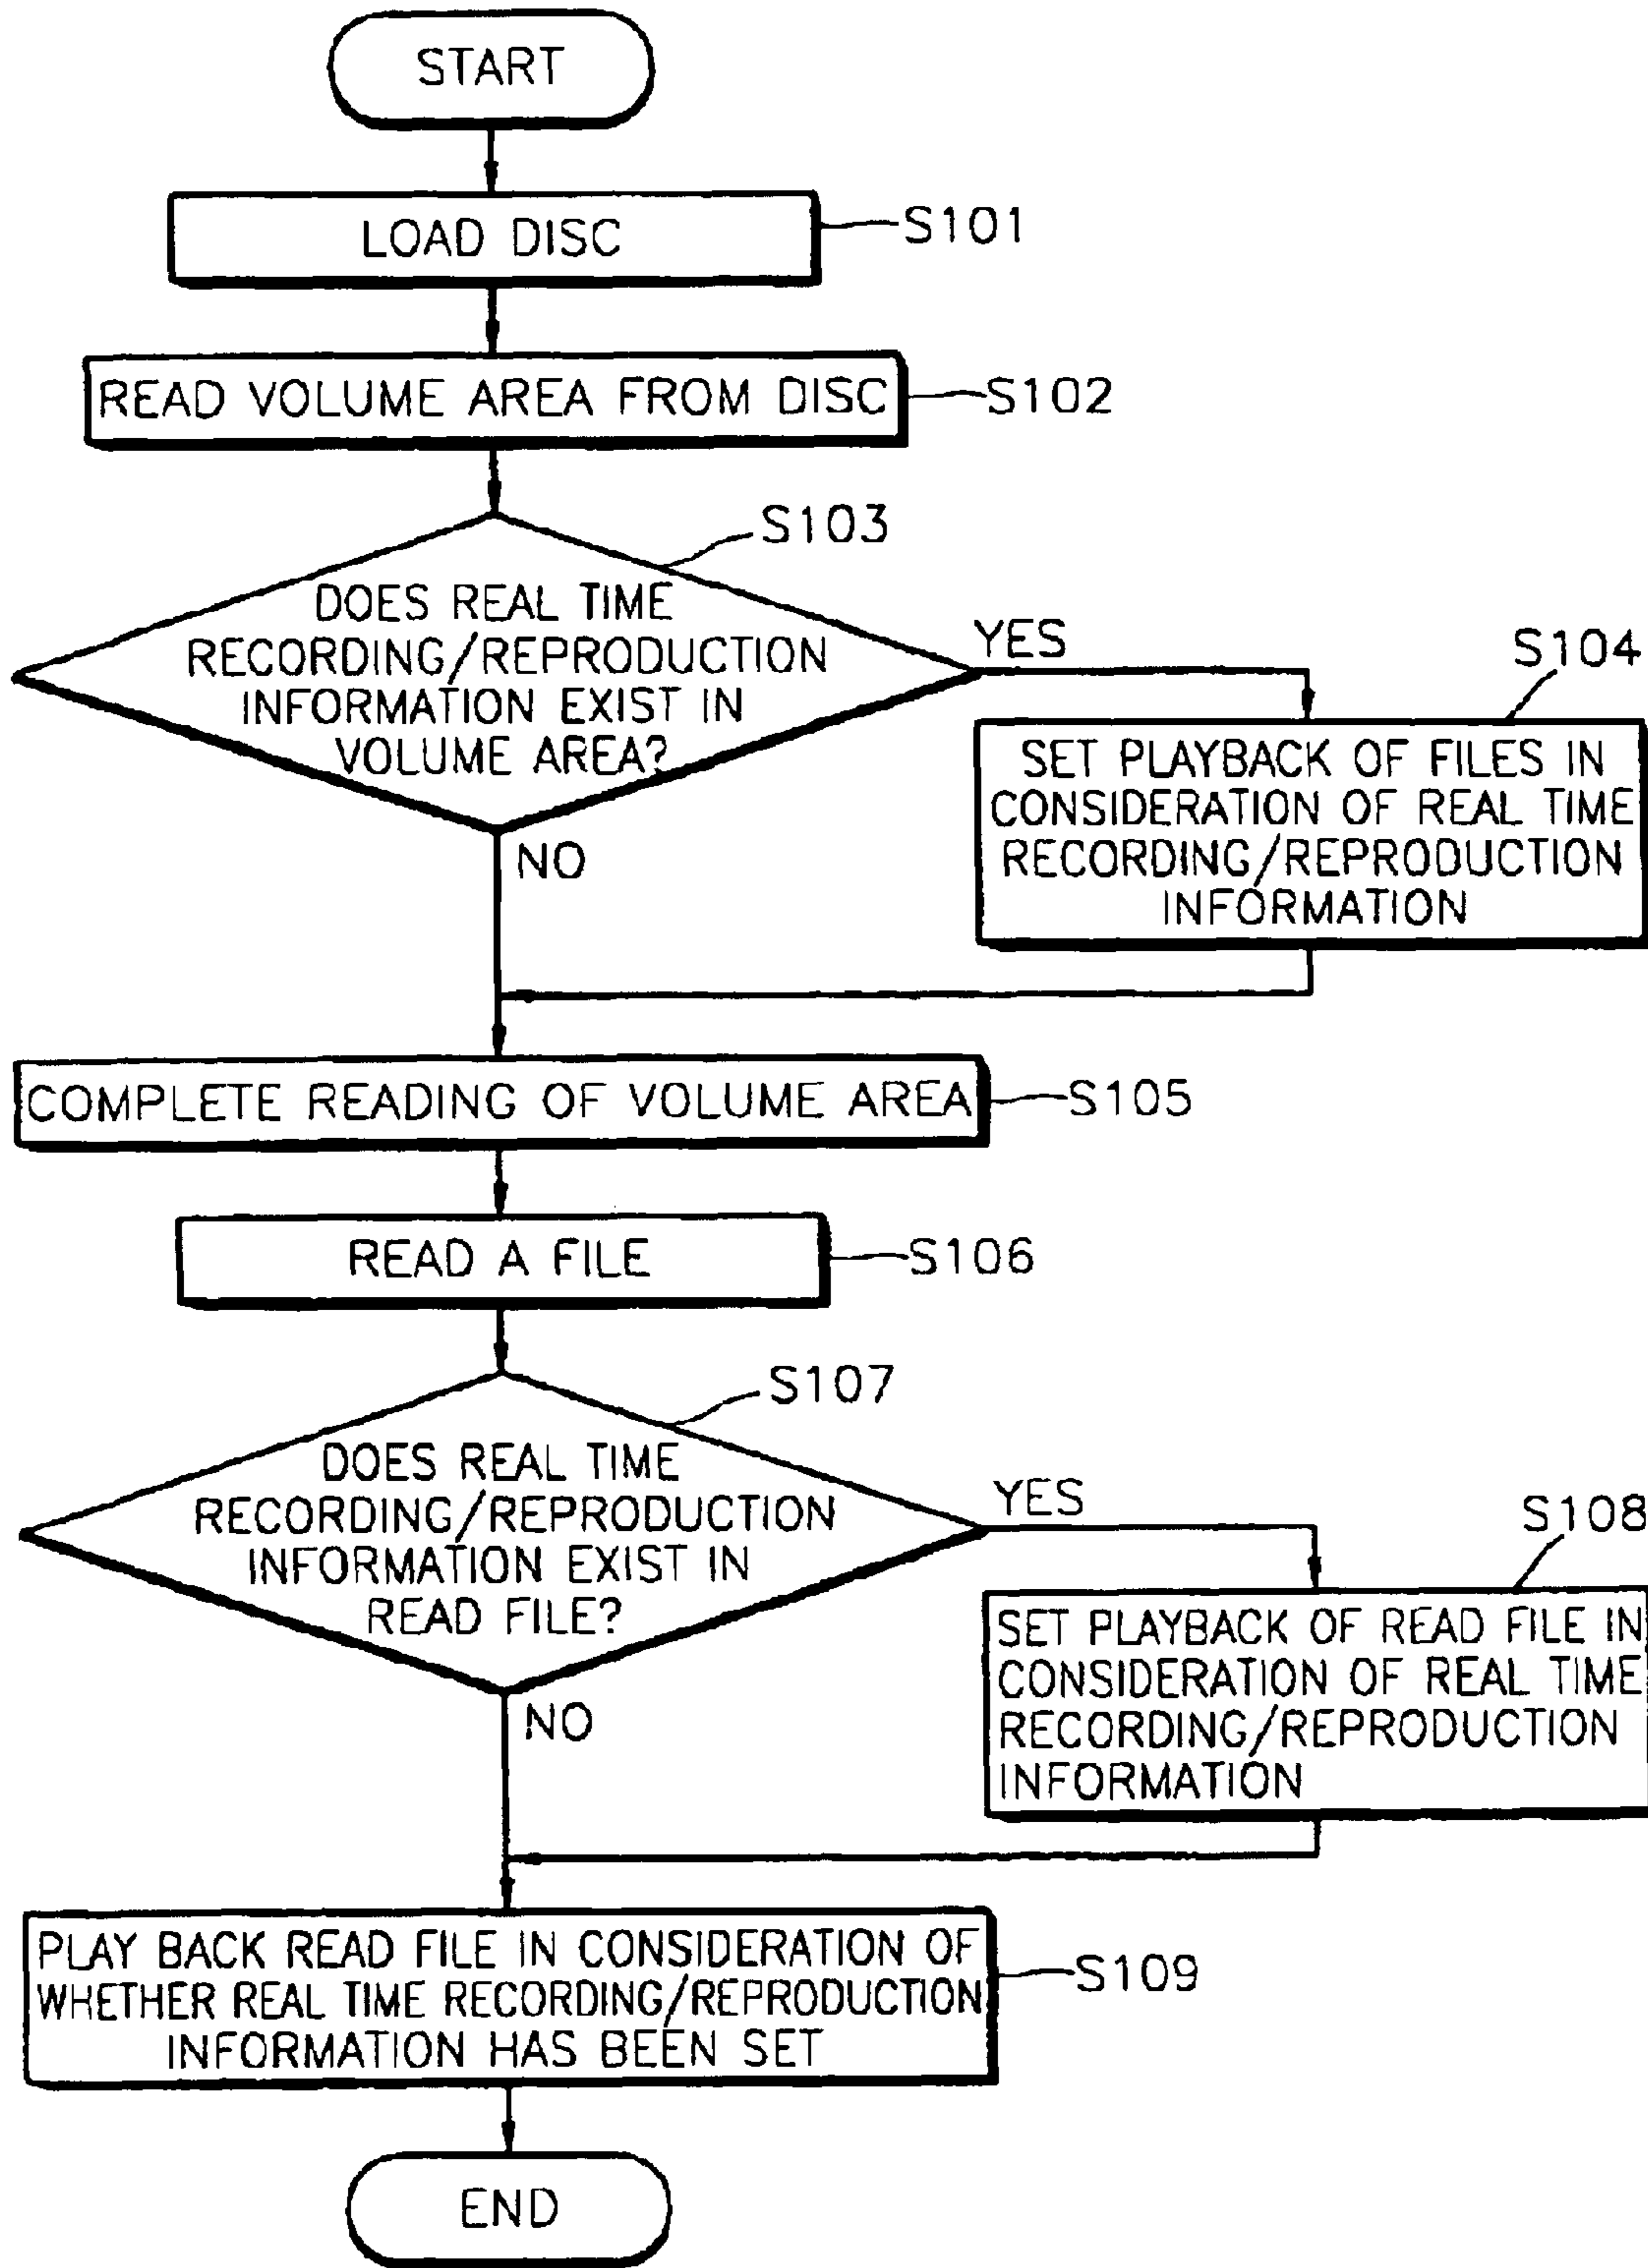 START
LOAD DISC
S101
READ VOLUME AREA FROM DISC
S102
S103
DOES REAL TIME
RECORDING/REPRODUCTION
INFORMATION EXIST IN
VOLUME AREA?
YES
S104
SET PLAYBACK OF FILES IN
CONSIDERATION OF REAL TIME
RECORDING/REPRODUCTION
INFORMATION
NO
COMPLETE READING OF VOLUME AREA
S105
READ A FILE
S106
S107
DOES REAL TIME
RECORDING/REPRODUCTION
INFORMATION EXIST IN
READ FILE?
YES
S108
SET PLAYBACK OF READ FILE IN
CONSIDERATION OF REAL TIME
RECORDING/REPRODUCTION
INFORMATION
NO
PLAY BACK READ FILE IN CONSIDERATION OF
WHETHER REAL TIME RECORDING/REPRODUCTION
INFORMATION HAS BEEN SET
S109
END